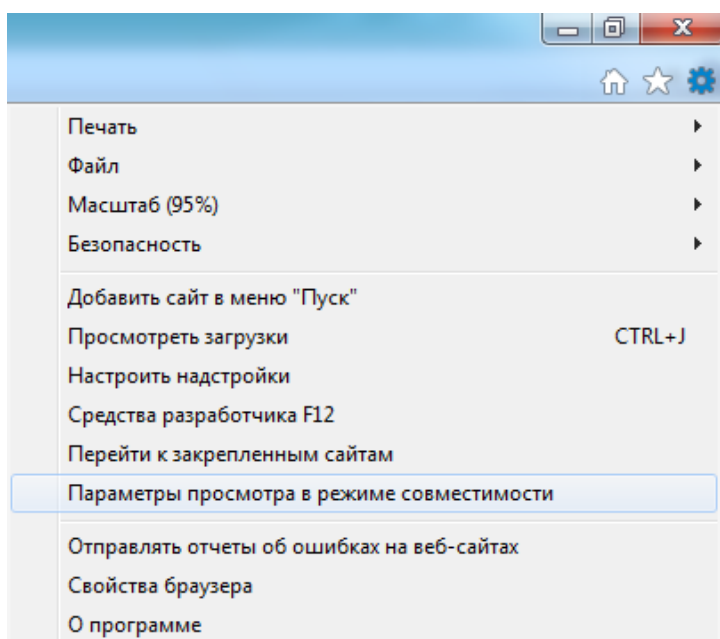 Печать
Файл
Масштаб (95%)
Безопасность
Добавить сайт в меню "Пуск"
Просмотреть загрузки CTRL+J
Настроить надстройки
Средства разработчика F12
Перейти к закрепленным сайтам
Параметры просмотра в режиме совместимости
Отправлять отчеты об ошибках на веб-сайтах
Свойства браузера
О программе